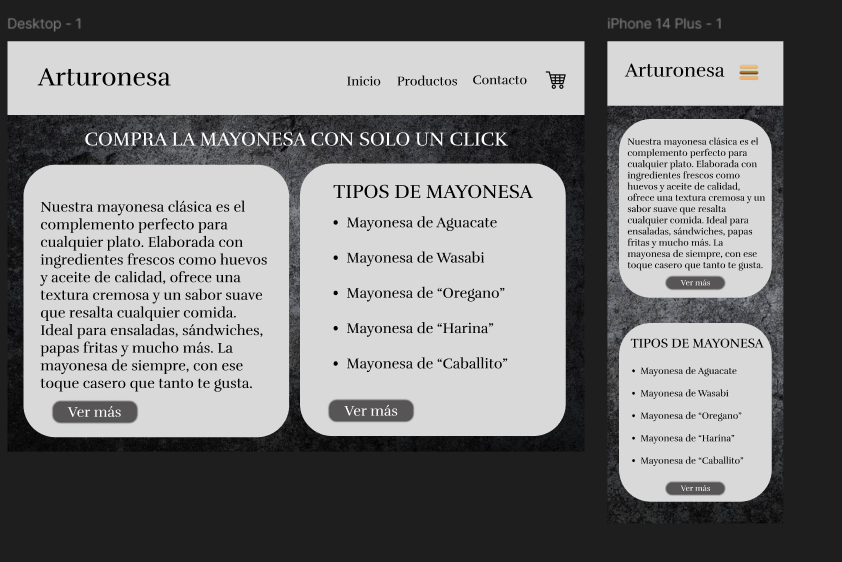 Desktop - 1
Arturonesa
Inicio Productos Contacto
COMPRA LA MAYONESA CON SOLO UN CLICK
Nuestra mayonesa clásica es el
complemento perfecto para
cualquier plato. Elaborada con
ingredientes frescos como huevos
y aceite de calidad, ofrece una
textura cremosa y un sabor suave
que resalta cualquier comida.
Ideal para ensaladas, sándwiches,
papas fritas y mucho más. La
mayonesa de siempre, con ese
toque casero que tanto te gusta.
Ver más
TIPOS DE MAYONESA
• Mayonesa de Aguacate
• Mayonesa de Wasabi
• Mayonesa de “Oregano”
• Mayonesa de “Harina”
• Mayonesa de “Caballito”
Ver más
iPhone 14 Plus - 1
Arturonesa
Nuestra mayonesa clásica es el
complemento perfecto para
cualquier plato. Elaborada con
ingredientes frescos como
huevos y aceite de calidad,
ofrece una textura cremosa y un
sabor suave que resalta
cualquier comida. Ideal para
ensaladas, sándwiches, papas
fritas y mucho más. La
mayonesa de siempre, con ese
toque casero que tanto te gusta.
Ver más
TIPOS DE MAYONESA
• Mayonesa de Aguacate
• Mayonesa de Wasabi
• Mayonesa de “Oregano”
• Mayonesa de “Harina”
• Mayonesa de “Caballito”
Ver más